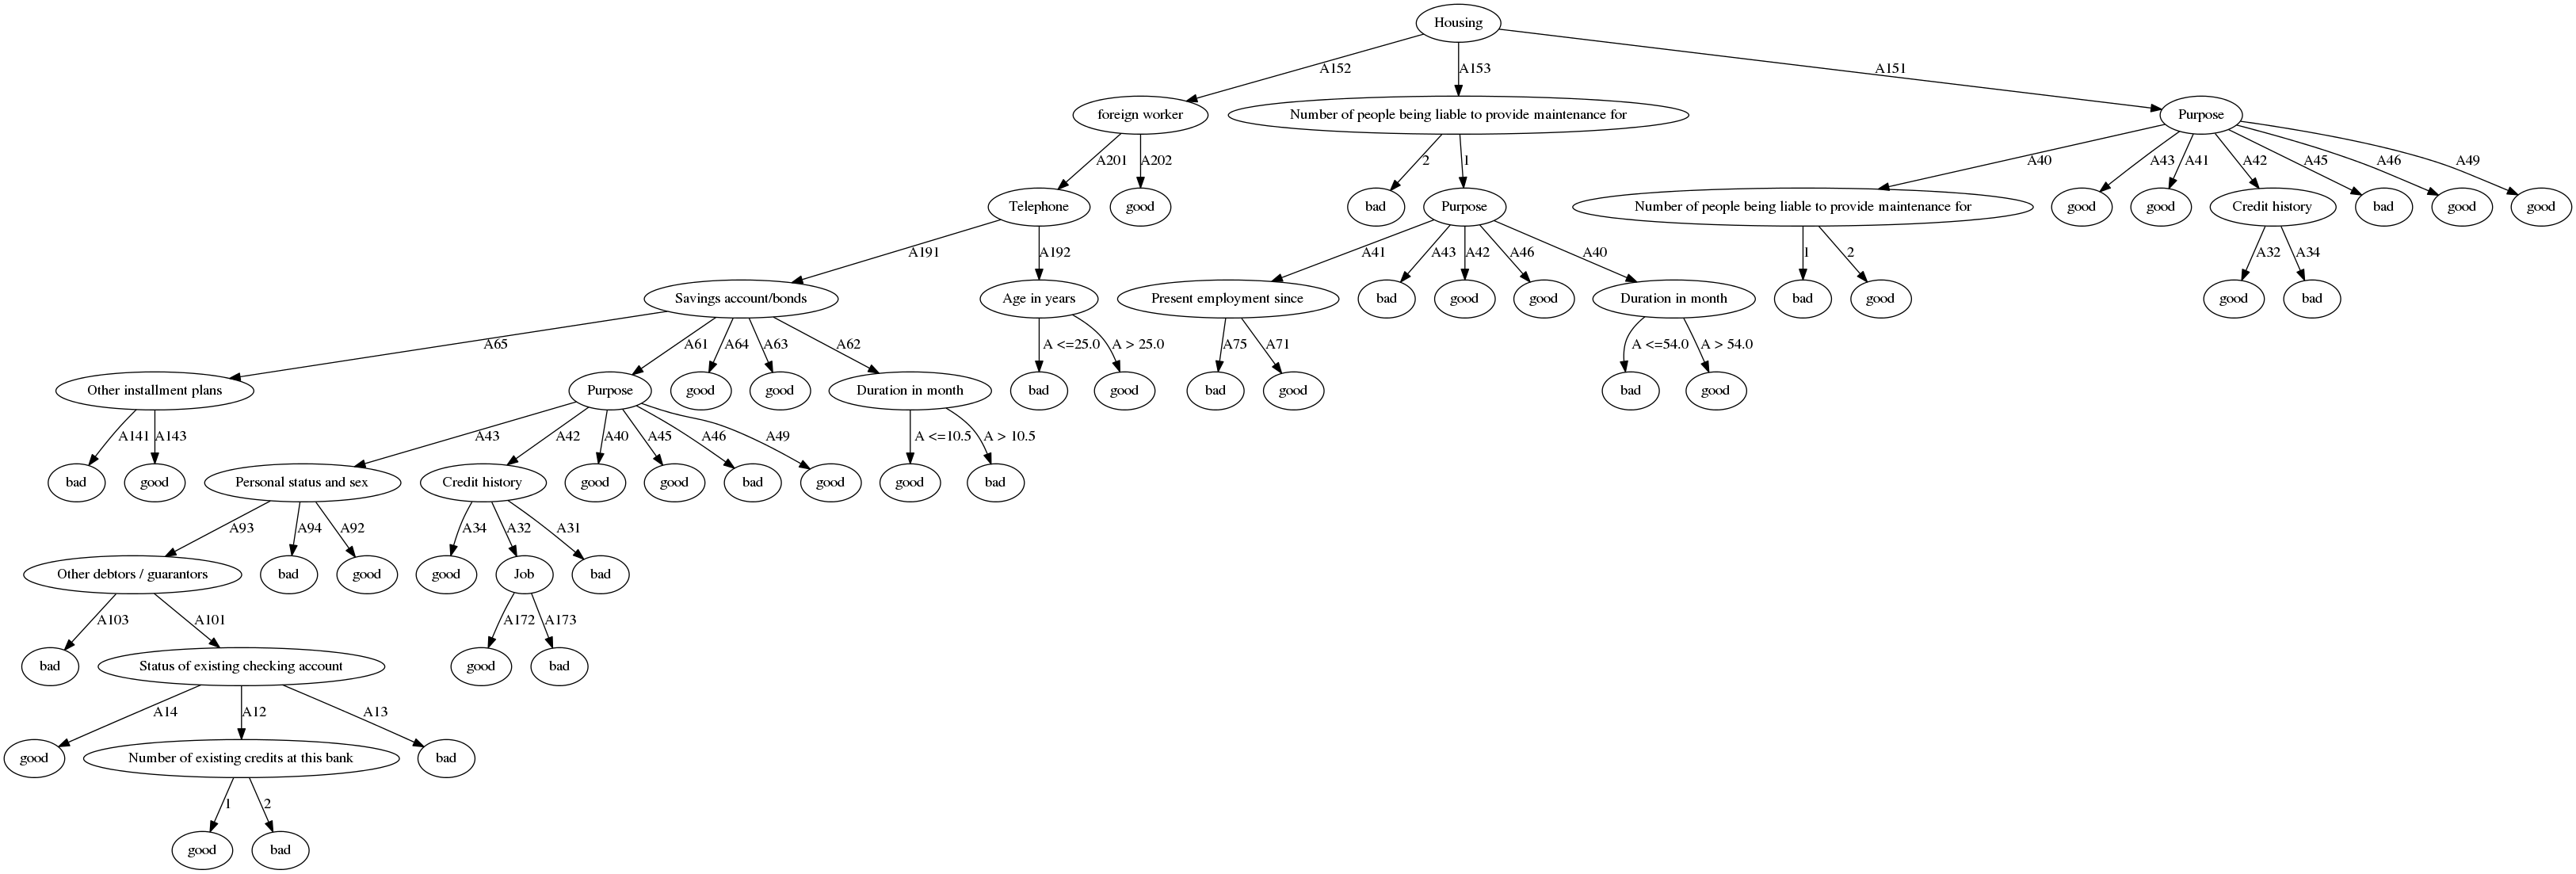 Housing
A152
A153
A151
foreign worker
Number of people being liable to provide maintenance for
Purpose
A201
A202
2
1
A40
A43
A41
A42
A45
A46
A49
Telephone
good
bad
Purpose
Number of people being liable to provide maintenance for
good
good
Credit history
bad
good
good
A191
A192
A41
A43
A42
A46
A40
1
2
A32
A34
Savings account/bonds
Age in years
Present employment since
bad
good
good
Duration in month
bad
good
good
bad
A65
A61
A64
A63
A62
A <=25.0
A > 25.0
A75
A71
A <=54.0
A > 54.0
Other installment plans
Purpose
good
good
Duration in month
bad
good
bad
good
bad
good
A141
A143
A43
A42
A40
A45
A46
A49
A <=10.5
A > 10.5
bad
good
Personal status and sex
Credit history
good
good
bad
good
good
bad
A93
A94
A92
A34
A32
A31
Other debtors / guarantors
bad
good
good
Job
bad
A103
A101
A172
A173
bad
Status of existing checking account
good
bad
A14
A12
A13
good
Number of existing credits at this bank
bad
1
2
good
bad